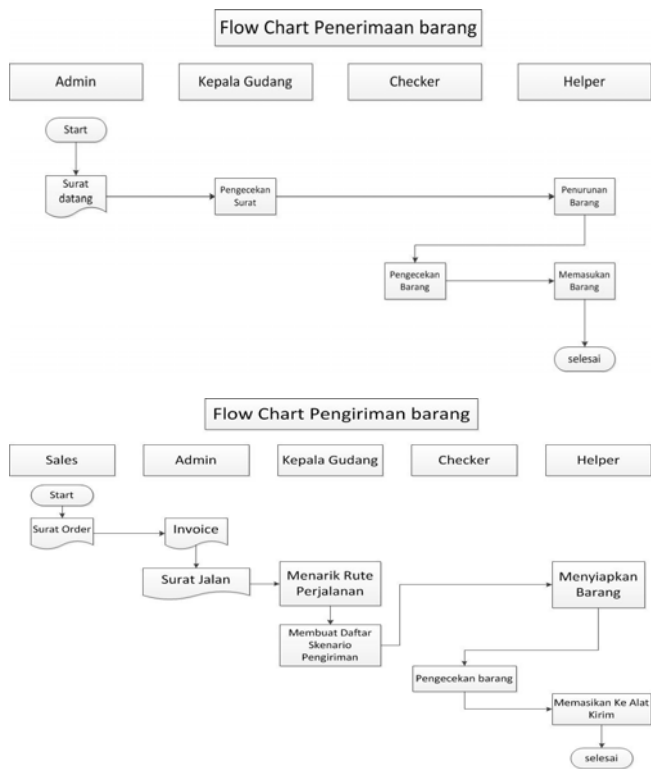 Flow Chart Penerimaan barang
Admin
Kepala Gudang
Checker
Helper
Start
Surat
datang
Pengecekan
Surat
Penurunan
Barang
Pengecekan
Barang
Memasukan
Barang
selesai
Flow Chart Pengiriman barang
Sales
Admin
Kepala Gudang
Checker
Helper
Start
Surat Order
Invoice
Surat Jalan
Menarik Rute
Perjalanan
Menyiapkan
Barang
Membuat Daftar
Skenario
Pengiriman
Pengecekan barang
Memasikan Ke Alat
Kirim
selesai